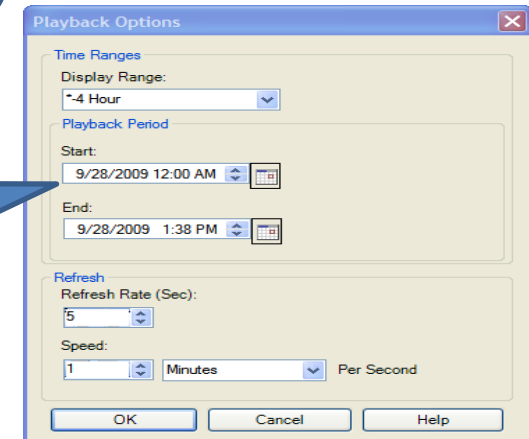 Playback Options
Time Ranges
Display Range:
*-4 Hour
Playback Period
Start:
9/28/2009 12:00 AM
End:
9/28/2009 1:38 PM
Refresh
Refresh Rate (Sec):
5
Speed:
1 Minutes Per Second
OK Cancel Help